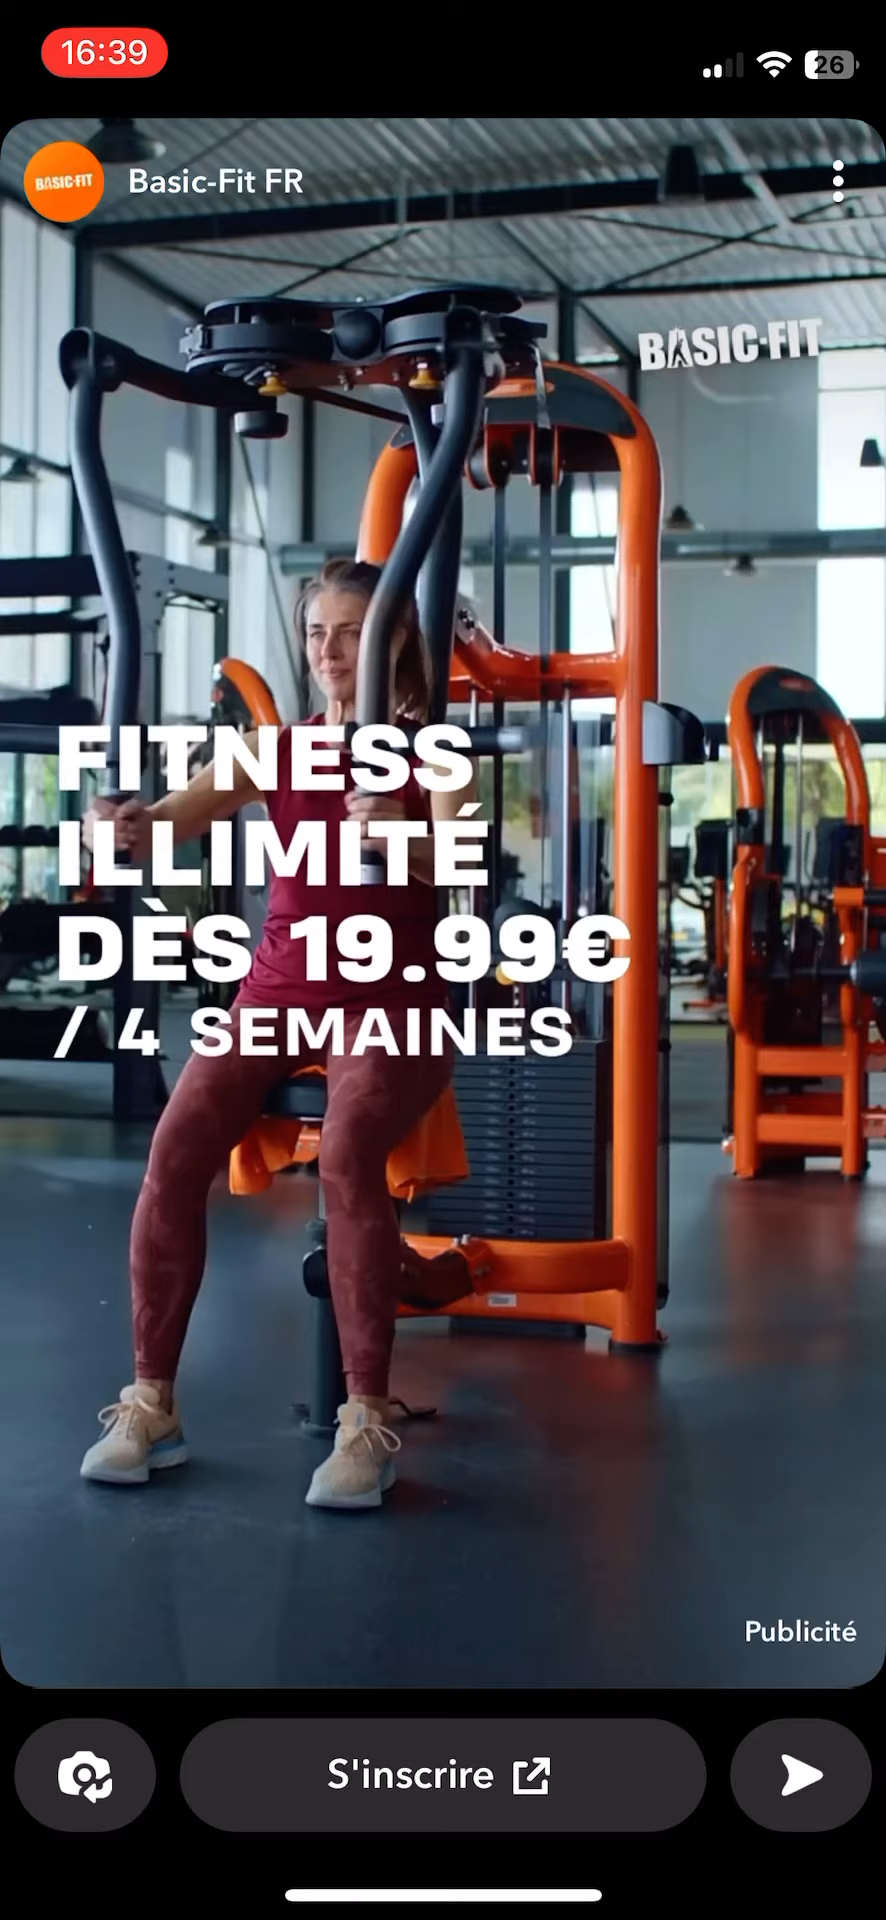 16:39
26
BASIC-FIT
Basic-Fit FR
BASIC-FIT
FITNESS
ILLIMITÉ
DÈS 19.99€
/ 4 SEMAINES
Publicité
S'inscrire